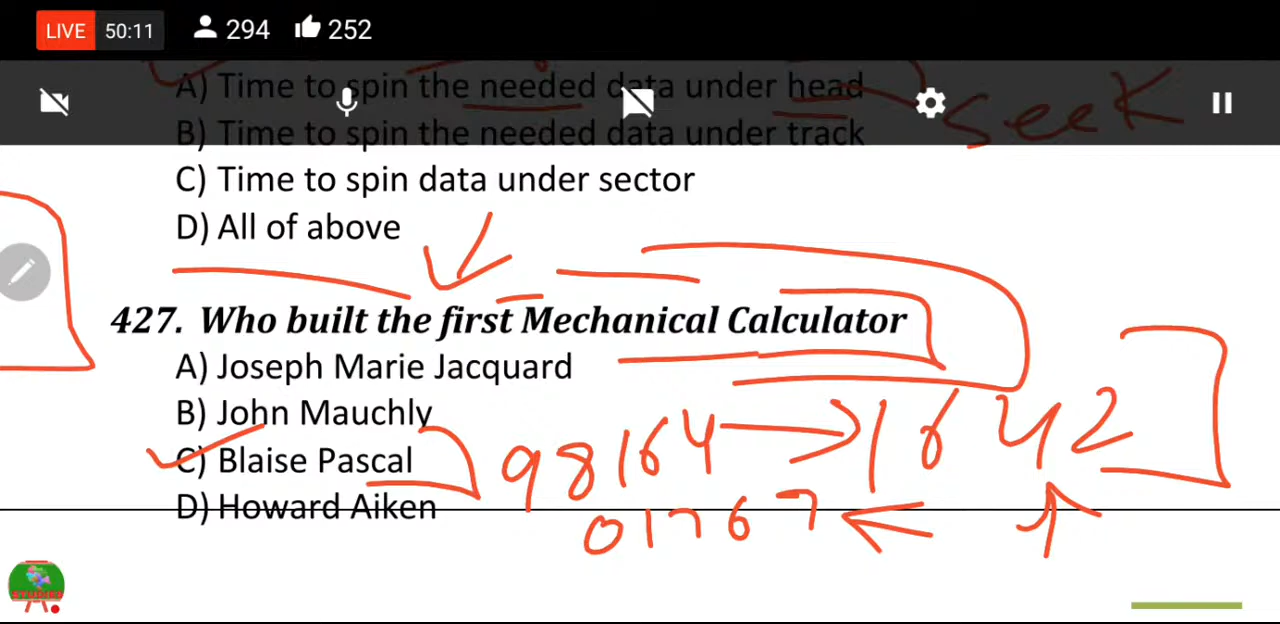 LIVE 50:11 294 252
A) Time to spin the needed data under head
seek
B) Time to spin the needed data under track
C) Time to spin data under sector
D) All of above
427. Who built the first Mechanical Calculator
A) Joseph Marie Jacquard
B) John Mauchly
C) Blaise Pascal
98164 1642
D) Howard Aiken
01767